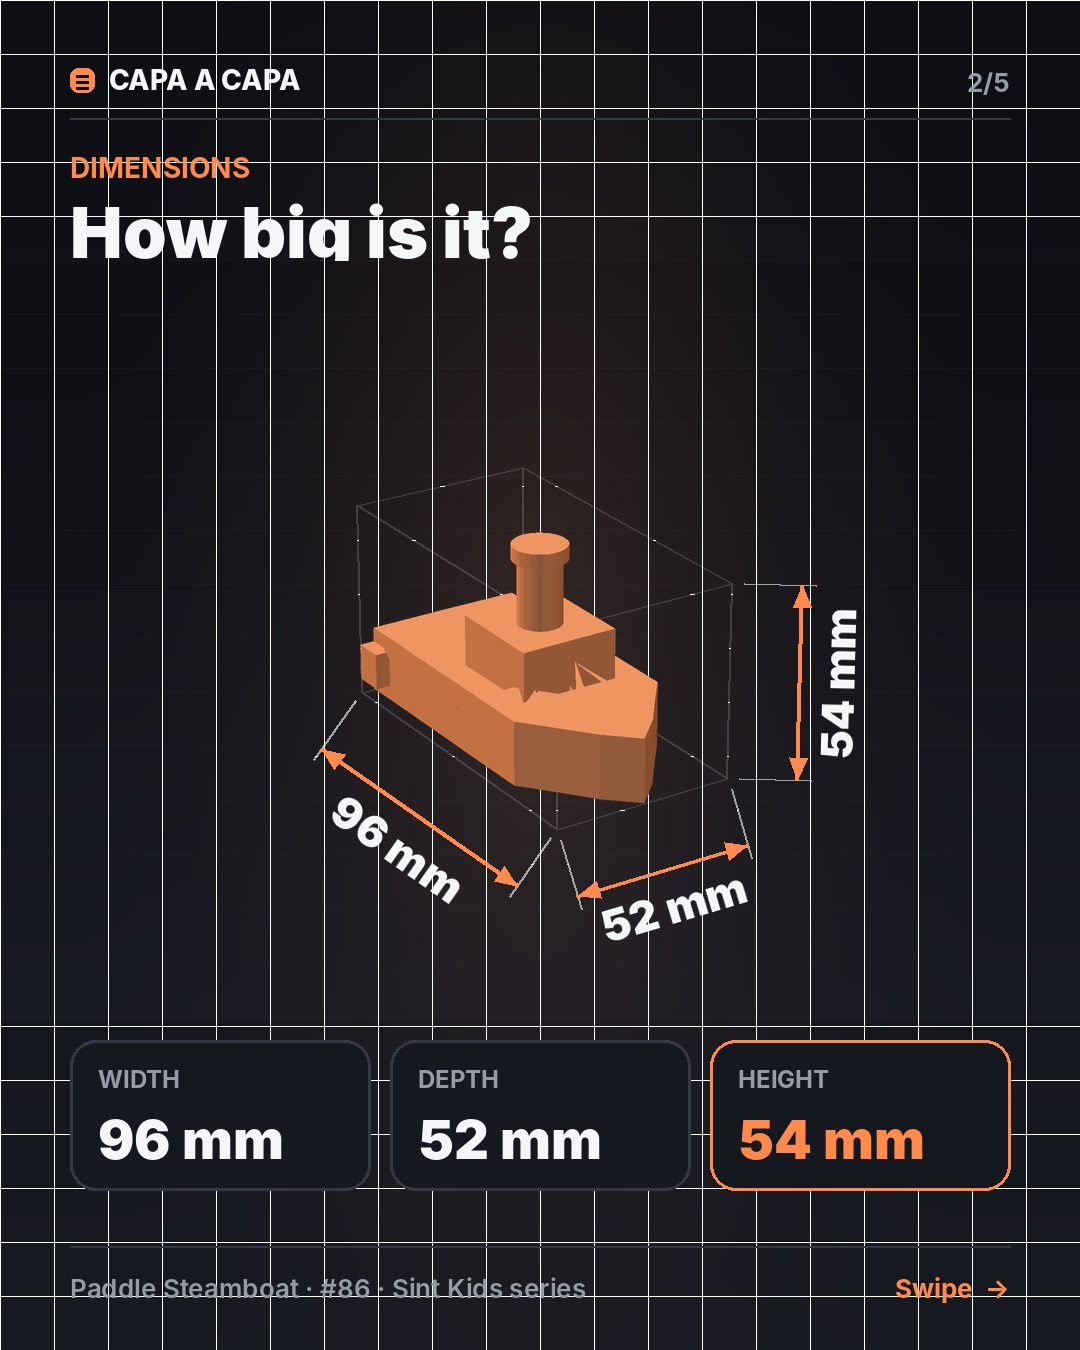 CAPA A CAPA
2/5
DIMENSIONS
How big is it?
54 mm
96 mm
52 mm
WIDTH
96 mm
DEPTH
52 mm
HEIGHT
54 mm
Paddle Steamboat · #86 · Sint Kids series
Swipe →